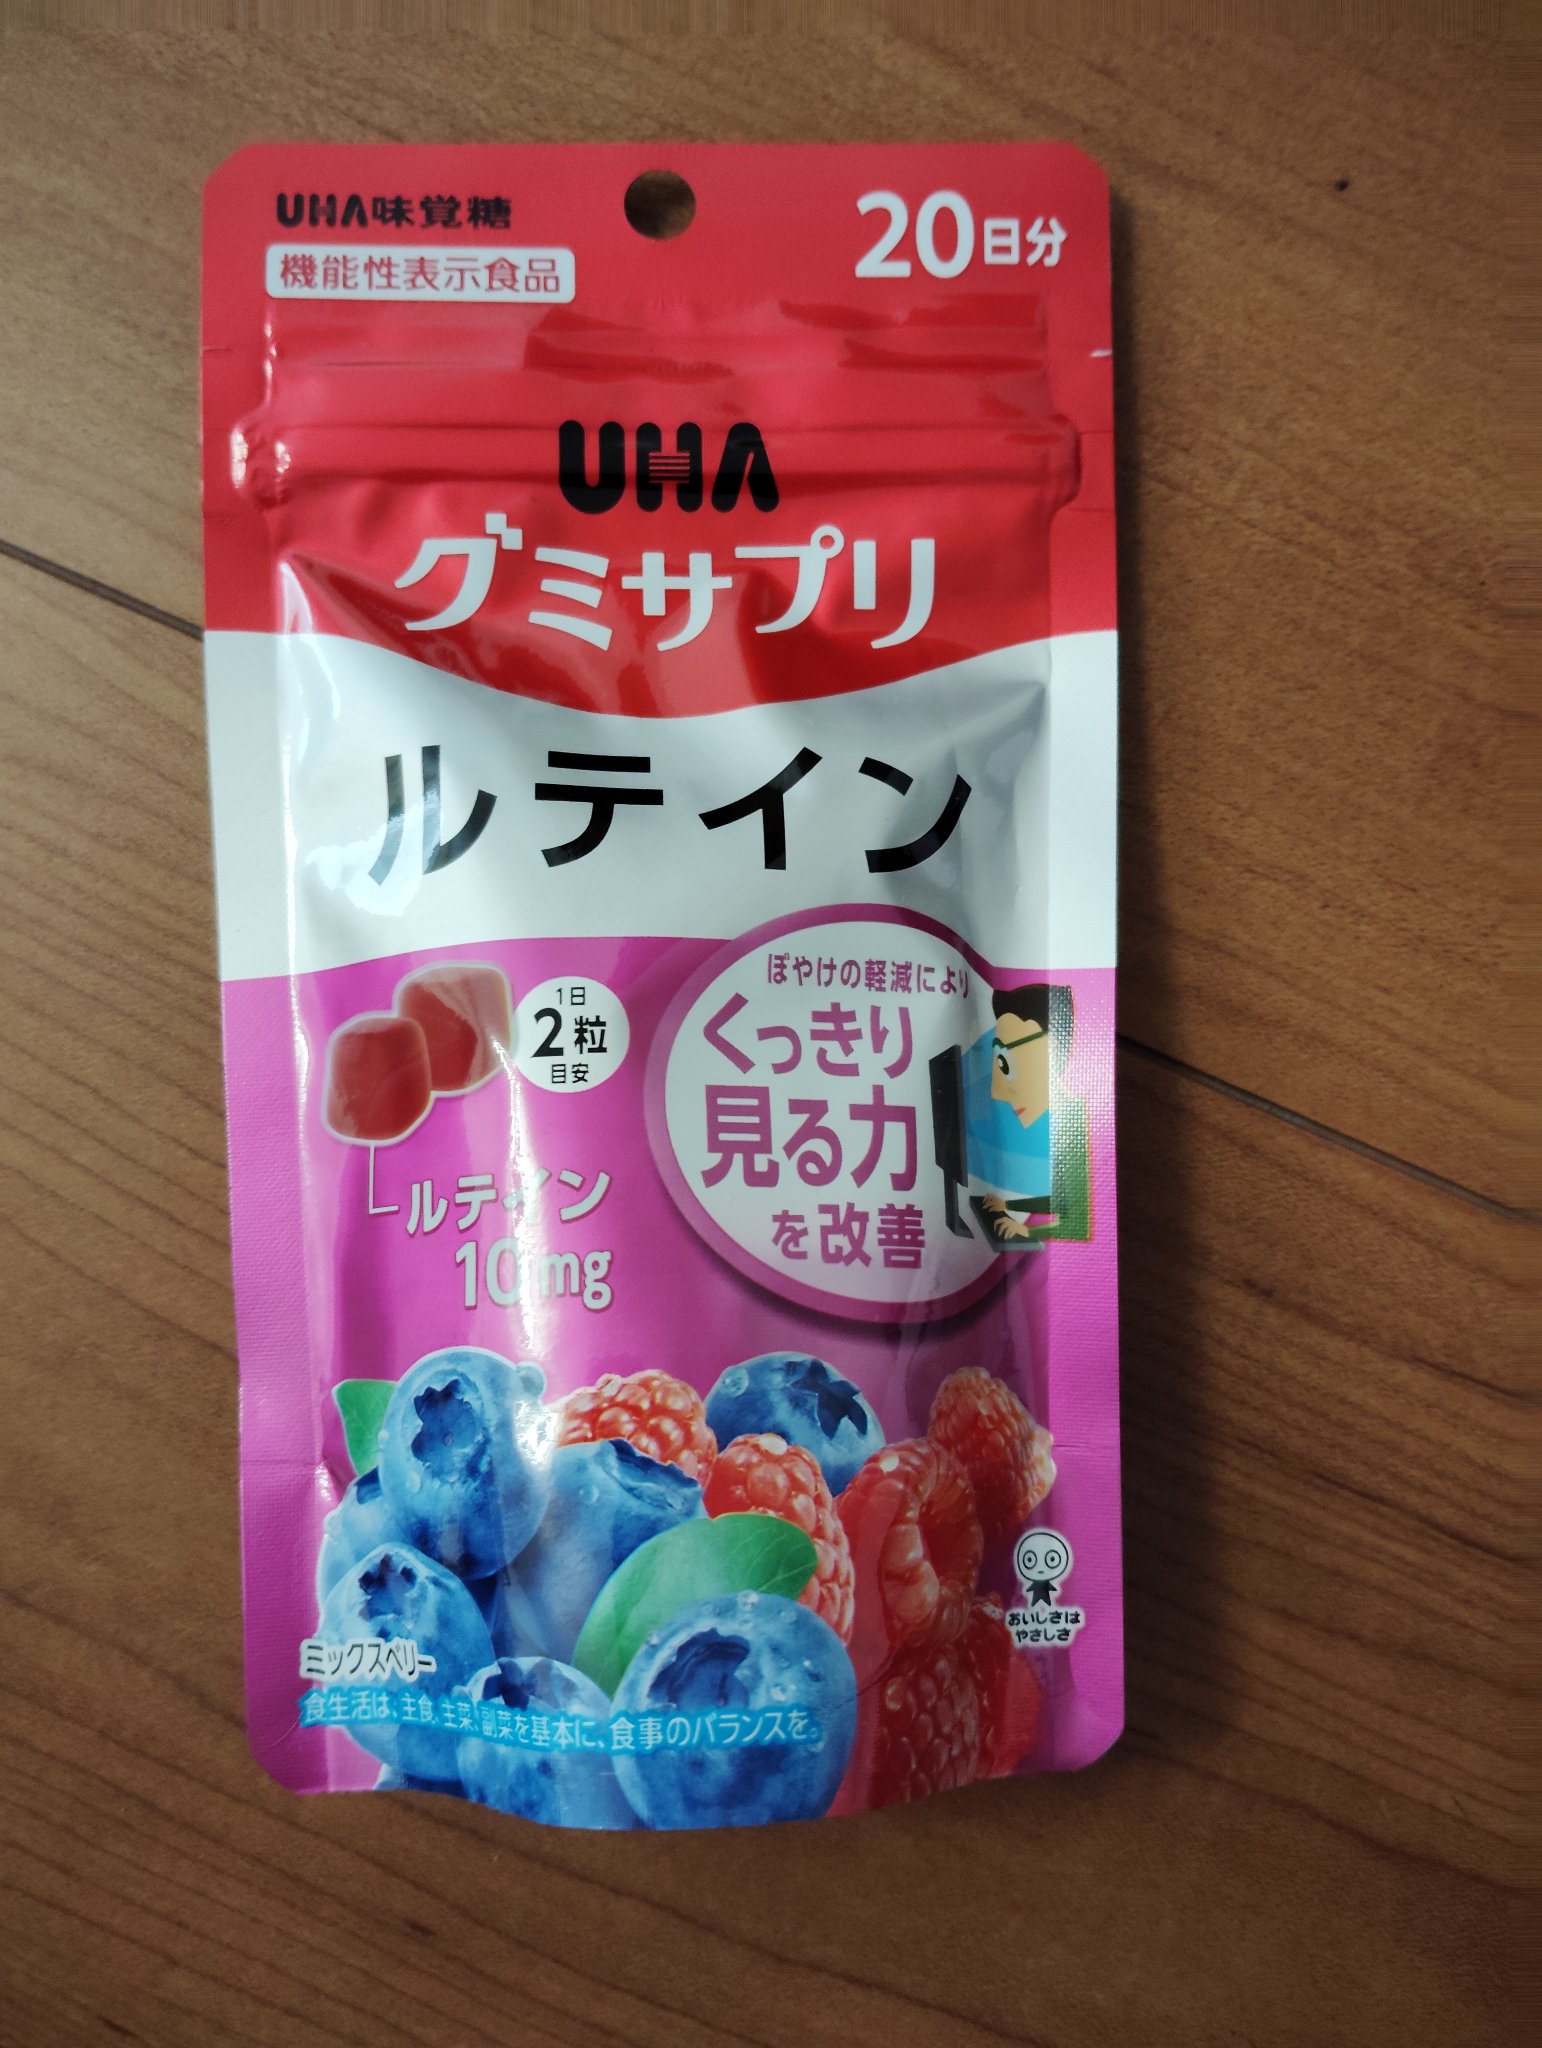 UHA味覚糖
機能性表示食品
20日分
UHA
グミサプリ
ルテイン
1日
2粒
目安
ルテイン
10mg
ぼやけの軽減により
くっきり
見る力
を改善
おいしさは
やさしさ
ミックスベリー
食生活は、主食、主菜、副菜を基本に、食事のバランスを。